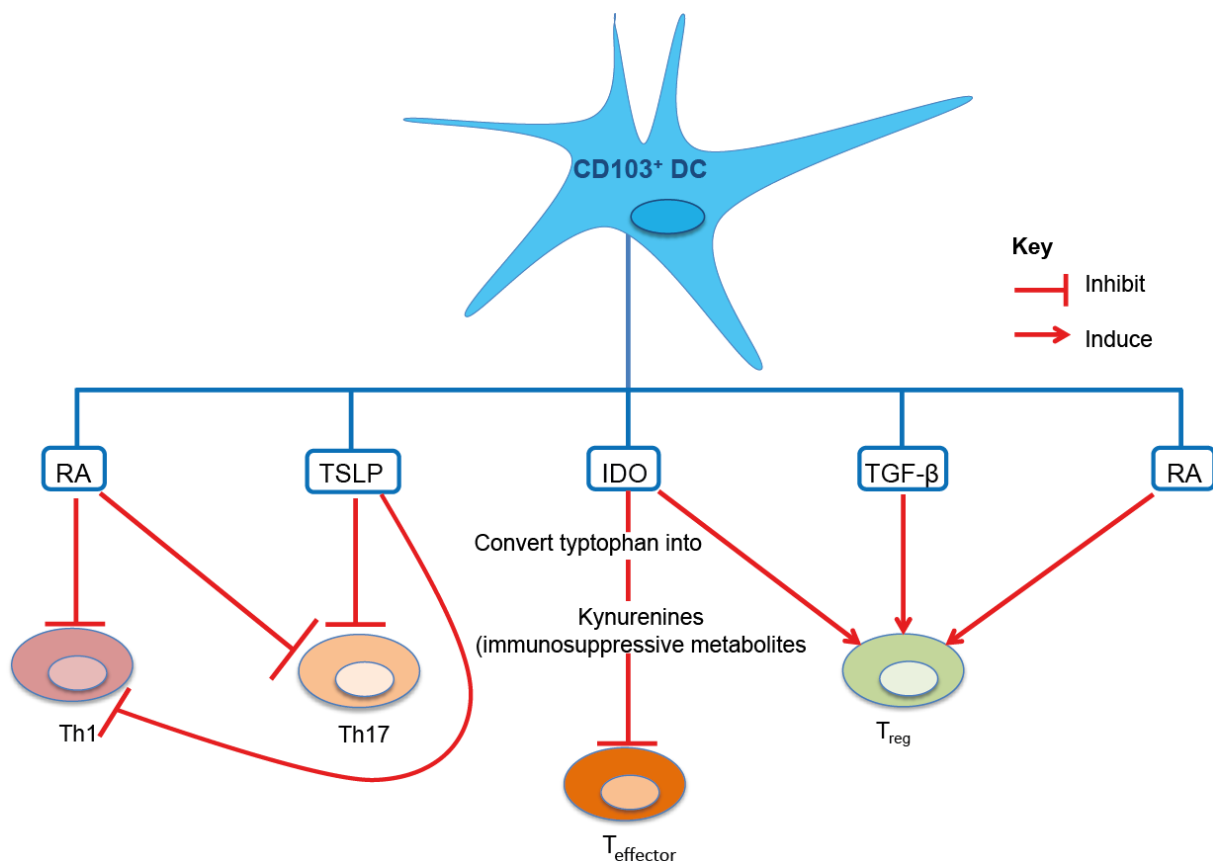 CD103⁺ DC
Key
Inhibit
Induce
RA
TSLP
IDO
TGF-β
RA
Convert typtophan into
Kynurenines
(immunosuppressive metabolites
Th1
Th17
Treg
Teffector